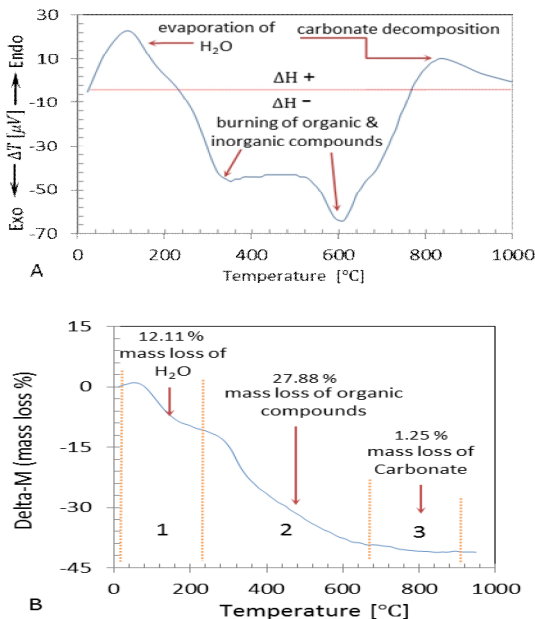 30
10
-10
-30
-50
-70
Exo ← ΔT [μV] → Endo
evaporation of
H₂O
carbonate decomposition
ΔH +
ΔH −
burning of organic &
inorganic compounds
0
200
400
600
800
1000
Temperature [°C]
A
15
0
-15
-30
-45
Delta-M (mass loss %)
12.11 %
mass loss of
H₂O
27.88 %
mass loss of organic
compounds
1.25 %
mass loss of
Carbonate
1
2
3
0
200
400
600
800
1000
Temperature [°C]
B